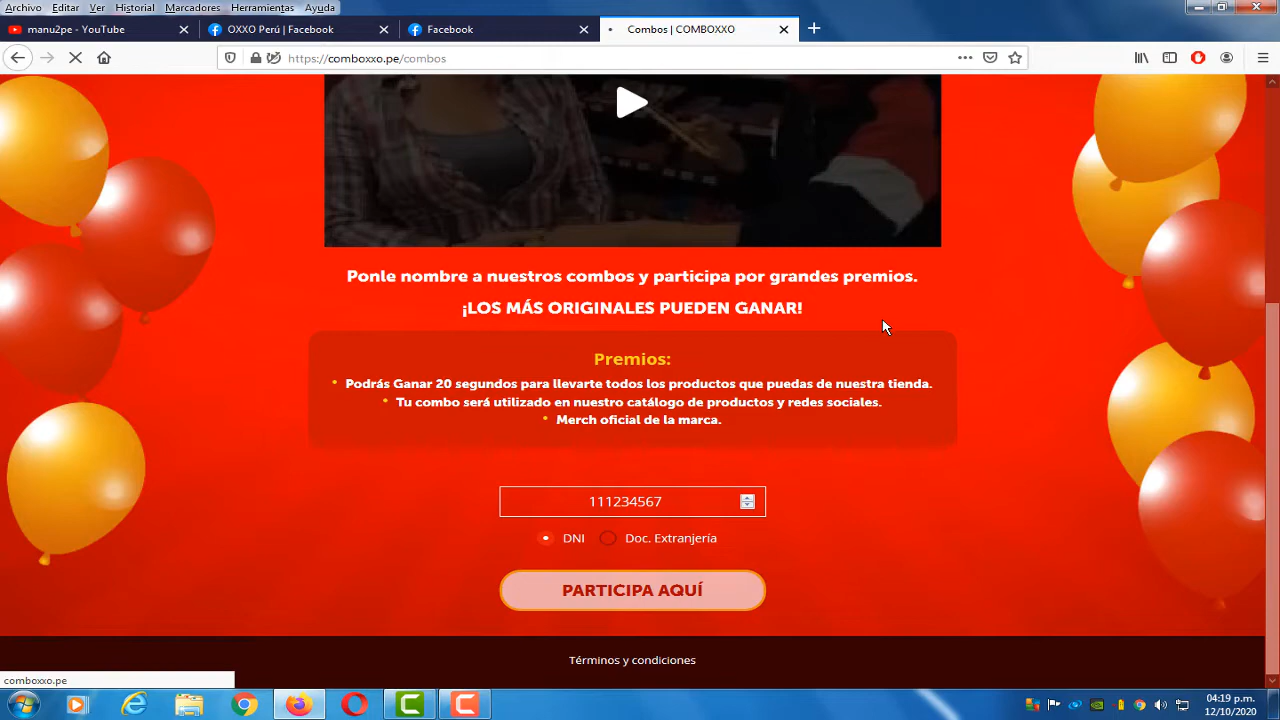 Archivo Editar Ver Historial Marcadores Herramientas Ayuda
manu2pe - YouTube
OXXO Perú | Facebook
Facebook
Combos | COMBOXXO
https://comboxxo.pe/combos
Ponle nombre a nuestros combos y participa por grandes premios.
¡LOS MÁS ORIGINALES PUEDEN GANAR!
Premios:
• Podrás Ganar 20 segundos para llevarte todos los productos que puedas de nuestra tienda.
• Tu combo será utilizado en nuestro catálogo de productos y redes sociales.
• Merch oficial de la marca.
111234567
DNI Doc. Extranjería
PARTICIPA AQUÍ
Términos y condiciones
comboxxo.pe
04:19 p.m.
12/10/2020